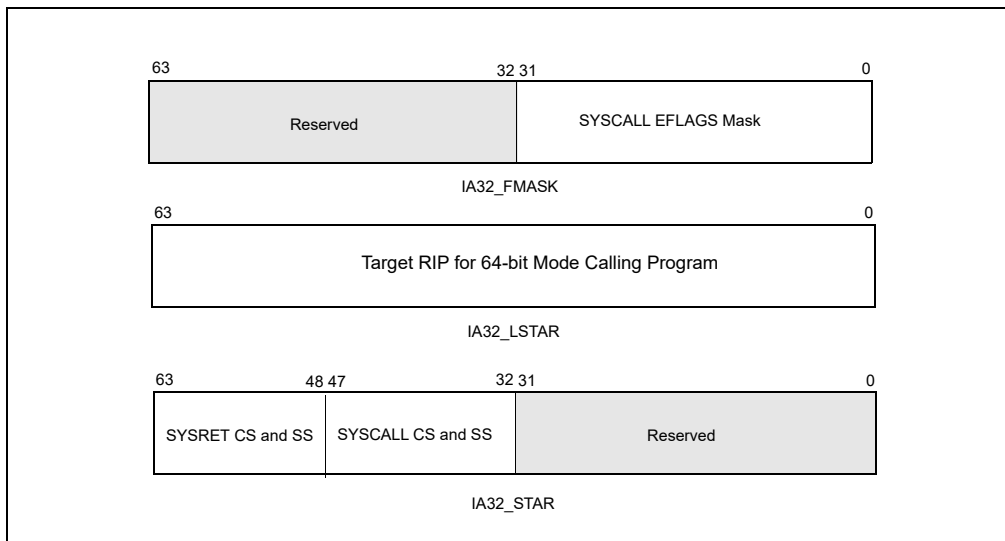 63 32 31 0
Reserved SYSCALL EFLAGS Mask
IA32_FMASK
63 0
Target RIP for 64-bit Mode Calling Program
IA32_LSTAR
63 48 47 32 31 0
SYSRET CS and SS SYSCALL CS and SS Reserved
IA32_STAR